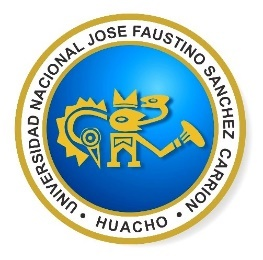 UNIVERSIDAD NACIONAL JOSE FAUSTINO SANCHEZ CARRION
• HUACHO •